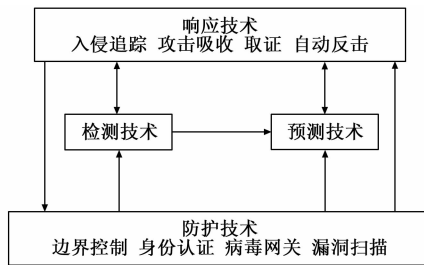 响应技术
入侵追踪 攻击吸收 取证 自动反击
检测技术
预测技术
防护技术
边界控制 身份认证 病毒网关 漏洞扫描